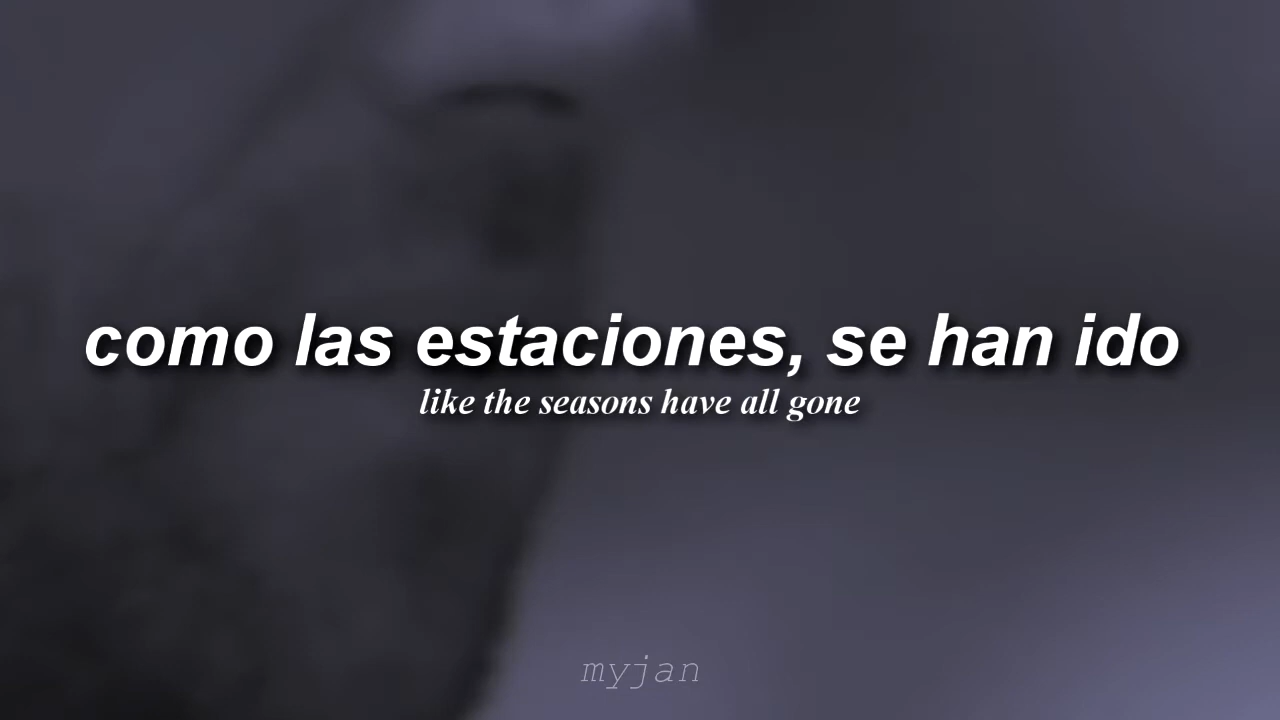 como las estaciones, se han ido
like the seasons have all gone
myjan